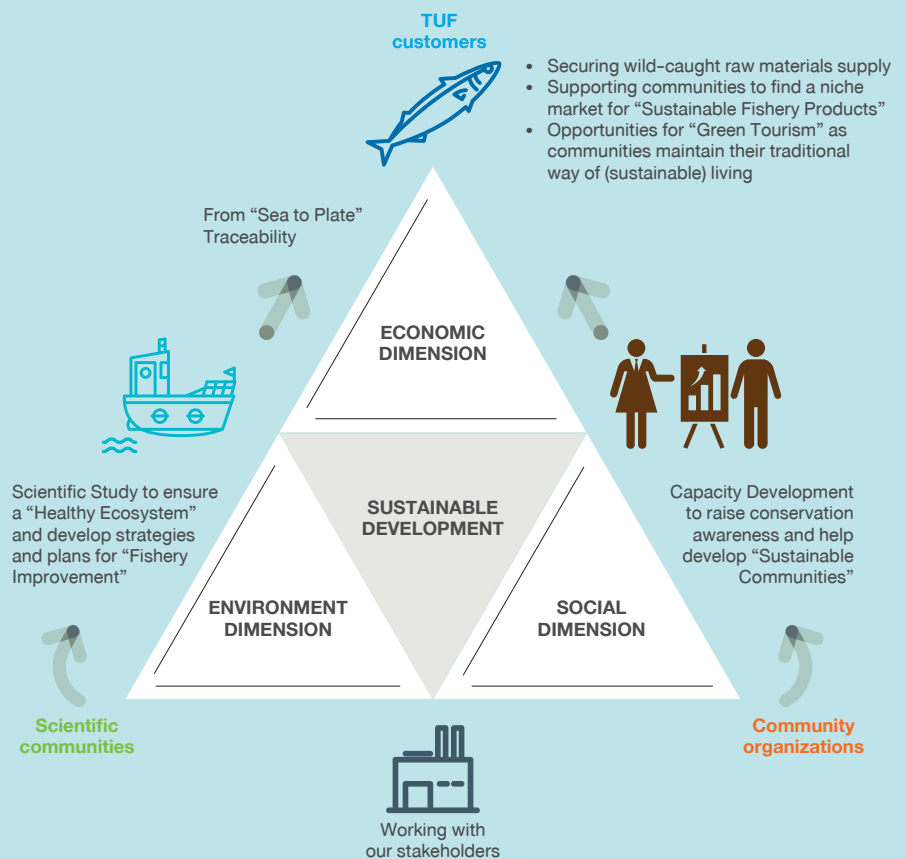 TUF
customers
• Securing wild-caught raw materials supply
• Supporting communities to find a niche
market for “Sustainable Fishery Products”
• Opportunities for “Green Tourism” as
communities maintain their traditional
way of (sustainable) living
From “Sea to Plate”
Traceability
ECONOMIC
DIMENSION
Scientific Study to ensure
a “Healthy Ecosystem”
and develop strategies
and plans for “Fishery
Improvement”
SUSTAINABLE
DEVELOPMENT
Capacity Development
to raise conservation
awareness and help
develop “Sustainable
Communities”
ENVIRONMENT
DIMENSION
SOCIAL
DIMENSION
Scientific
communities
Community
organizations
Working with
our stakeholders